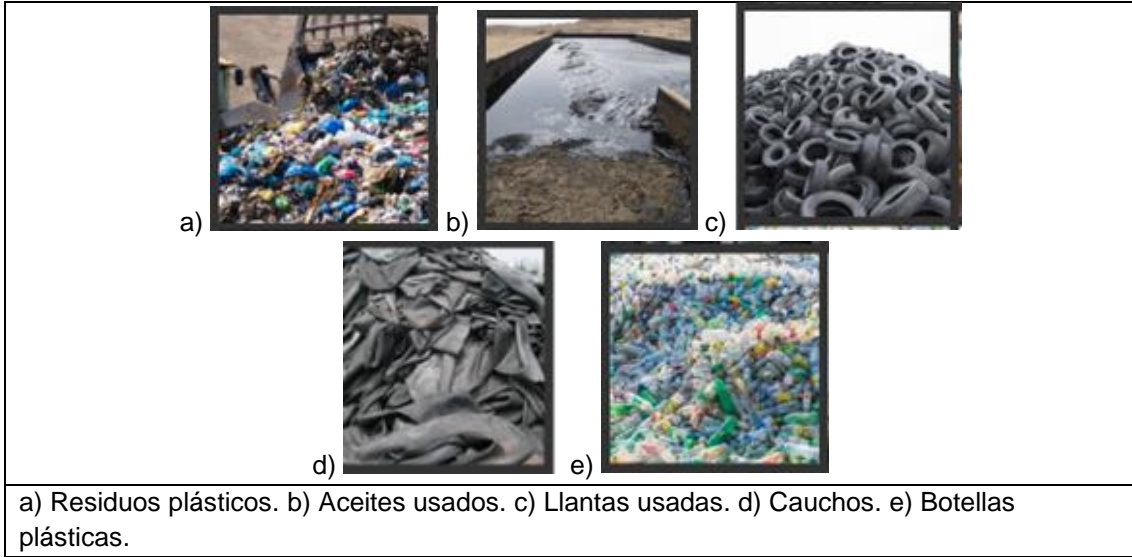 a)
b)
c)
d)
e)
a) Residuos plásticos. b) Aceites usados. c) Llantas usadas. d) Cauchos. e) Botellas
plásticas.